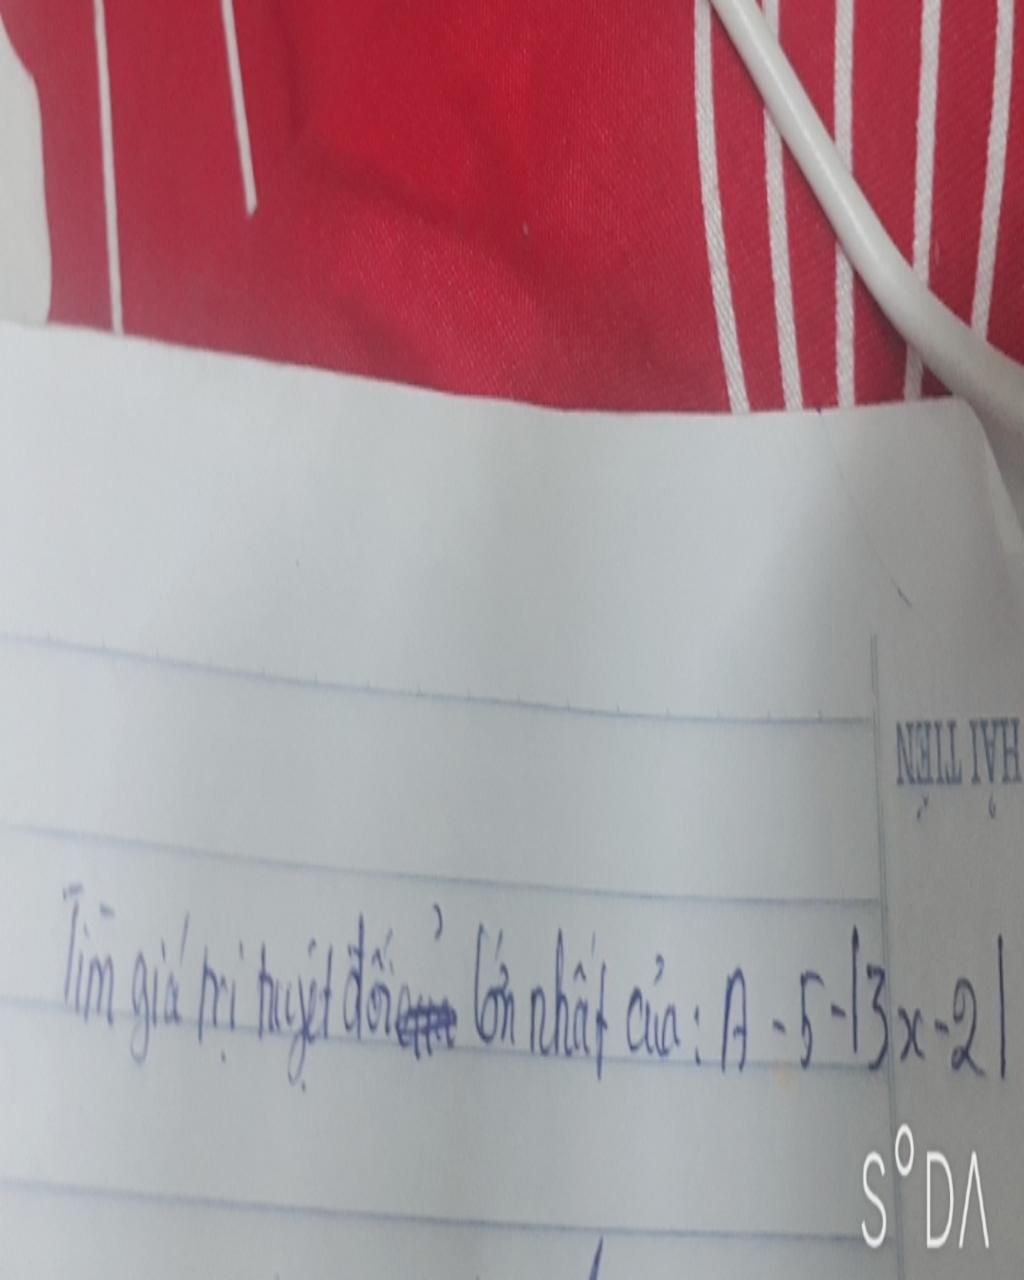 HẢI TIẾN
Tìm giá trị tuyệt đối lớn nhất của: A - 5 - |3x - 2|
S°DA